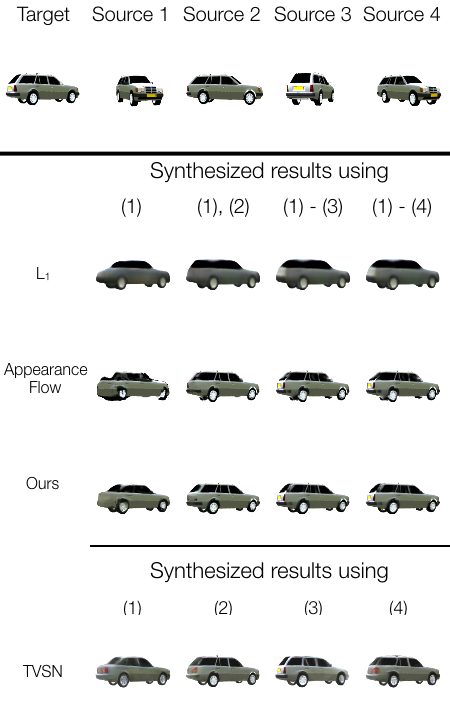 Target Source 1 Source 2 Source 3 Source 4
Synthesized results using
(1) (1), (2) (1) - (3) (1) - (4)
L₁
Appearance
Flow
Ours
Synthesized results using
(1) (2) (3) (4)
TVSN